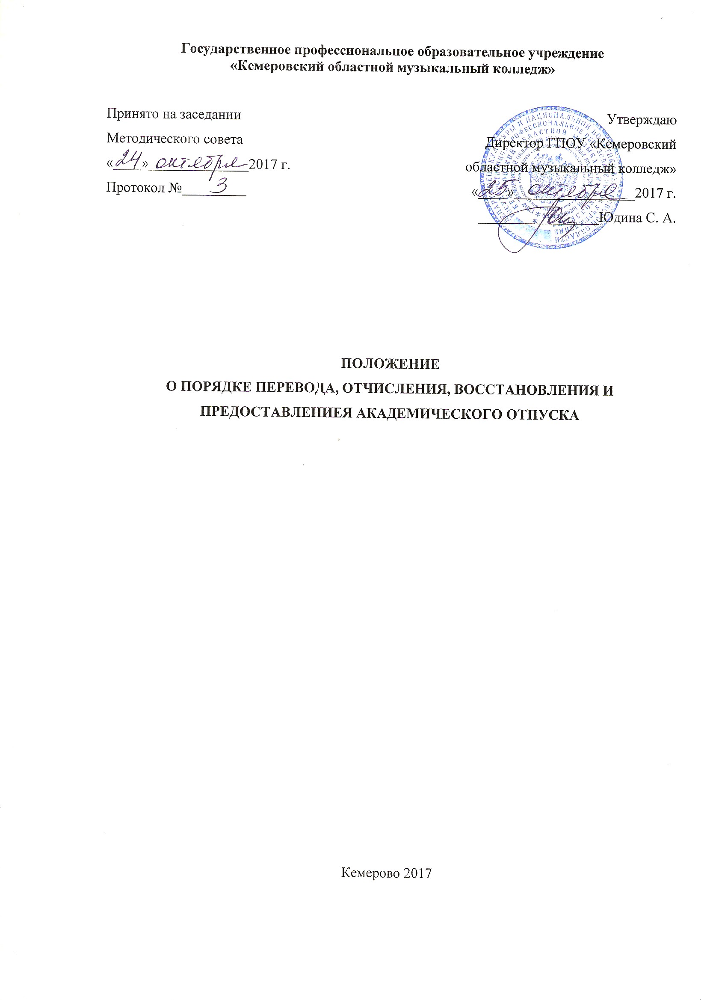 Государственное профессиональное образовательное учреждение
«Кемеровский областной музыкальный колледж»
Принято на заседании
Методического совета
«24» октября 2017 г.
Протокол № 3
Утверждаю
Директор ГПОУ «Кемеровский
областной музыкальный колледж»
«25» октября 2017 г.
Юдина С. А.
ПОЛОЖЕНИЕ
О ПОРЯДКЕ ПЕРЕВОДА, ОТЧИСЛЕНИЯ, ВОССТАНОВЛЕНИЯ И
ПРЕДОСТАВЛЕНИЕЯ АКАДЕМИЧЕСКОГО ОТПУСКА
Кемерово 2017